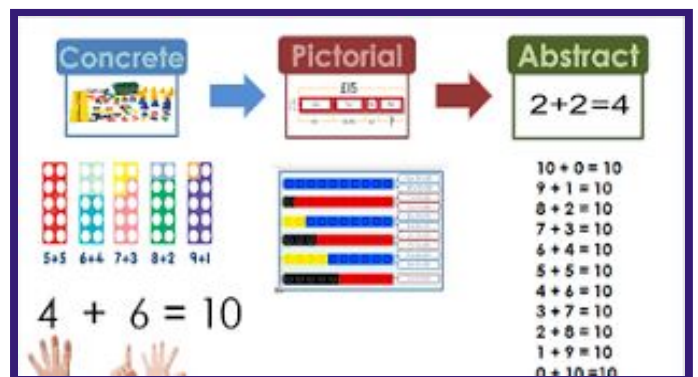 Concrete
Pictorial
Abstract
£15
2+2=4
5+5 6+4 7+3 8+2 9+1
4 + 6 = 10
10 + 0 = 10
9 + 1 = 10
8 + 2 = 10
7 + 3 = 10
6 + 4 = 10
5 + 5 = 10
4 + 6 = 10
3 + 7 = 10
2 + 8 = 10
1 + 9 = 10
0 + 10 =10